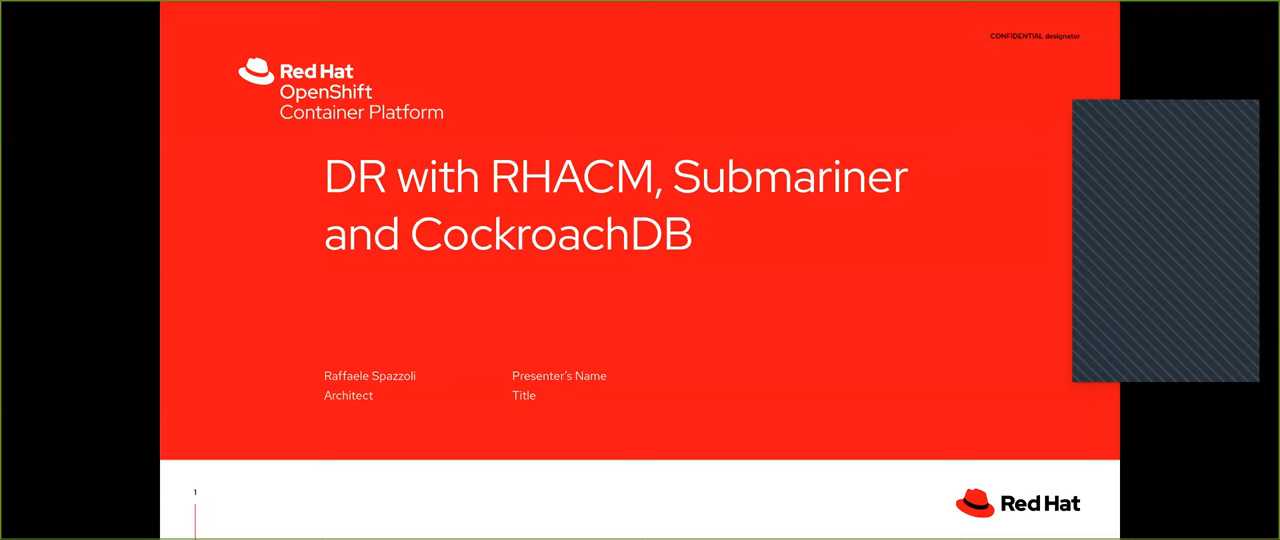 CONFIDENTIAL designator
Red Hat
OpenShift
Container Platform
DR with RHACM, Submariner
and CockroachDB
Raffaele Spazzoli
Architect
Presenter's Name
Title
1
Red Hat